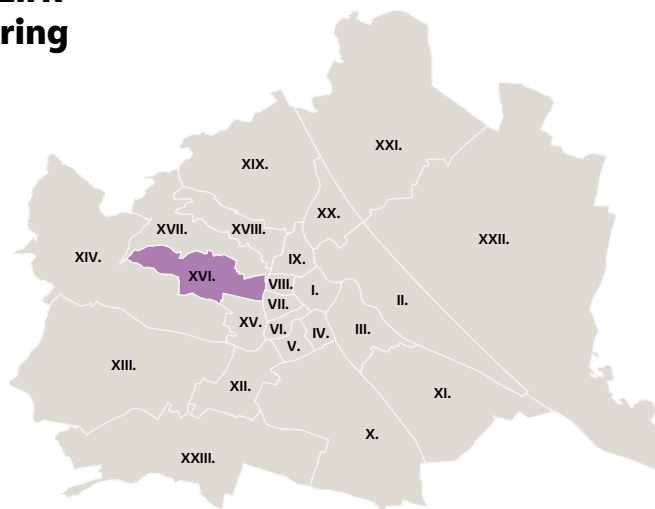 ring
XXI.
XIX.
XX.
XVII.
XVIII.
XXII.
XIV.
IX.
XVI.
VIII.
I.
II.
VII.
XV.
VI.
IV.
III.
V.
XIII.
XII.
XI.
X.
XXIII.